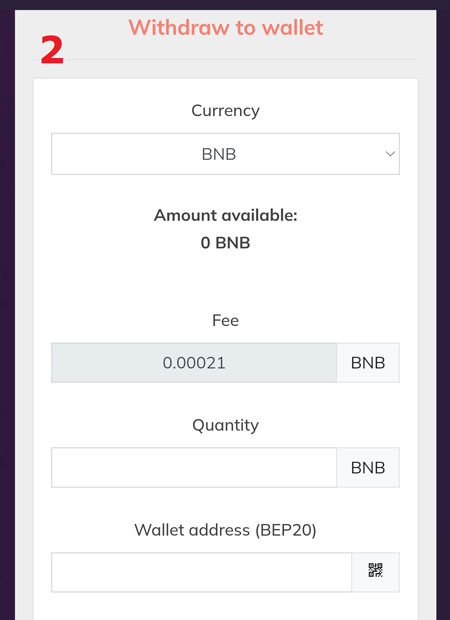 Withdraw to wallet
2
Currency
BNB
Amount available:
0 BNB
Fee
0.00021 BNB
Quantity
BNB
Wallet address (BEP20)